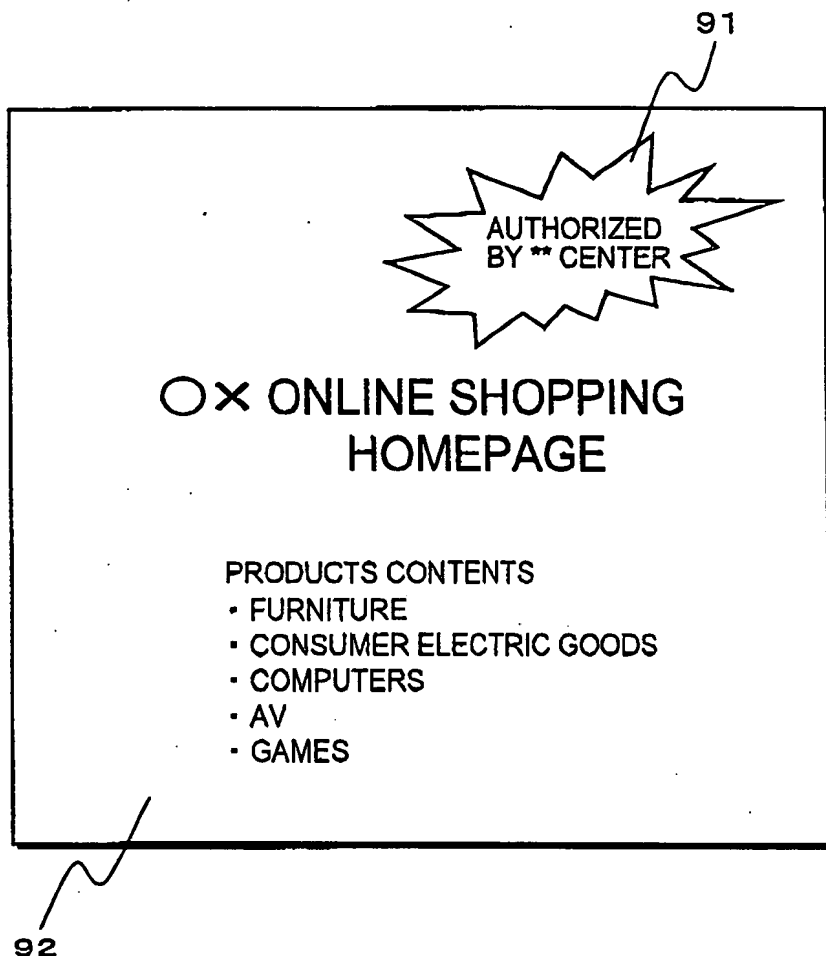 91
AUTHORIZED
BY ** CENTER
○× ONLINE SHOPPING
HOMEPAGE
PRODUCTS CONTENTS
・FURNITURE
・CONSUMER ELECTRIC GOODS
・COMPUTERS
・AV
・GAMES
92